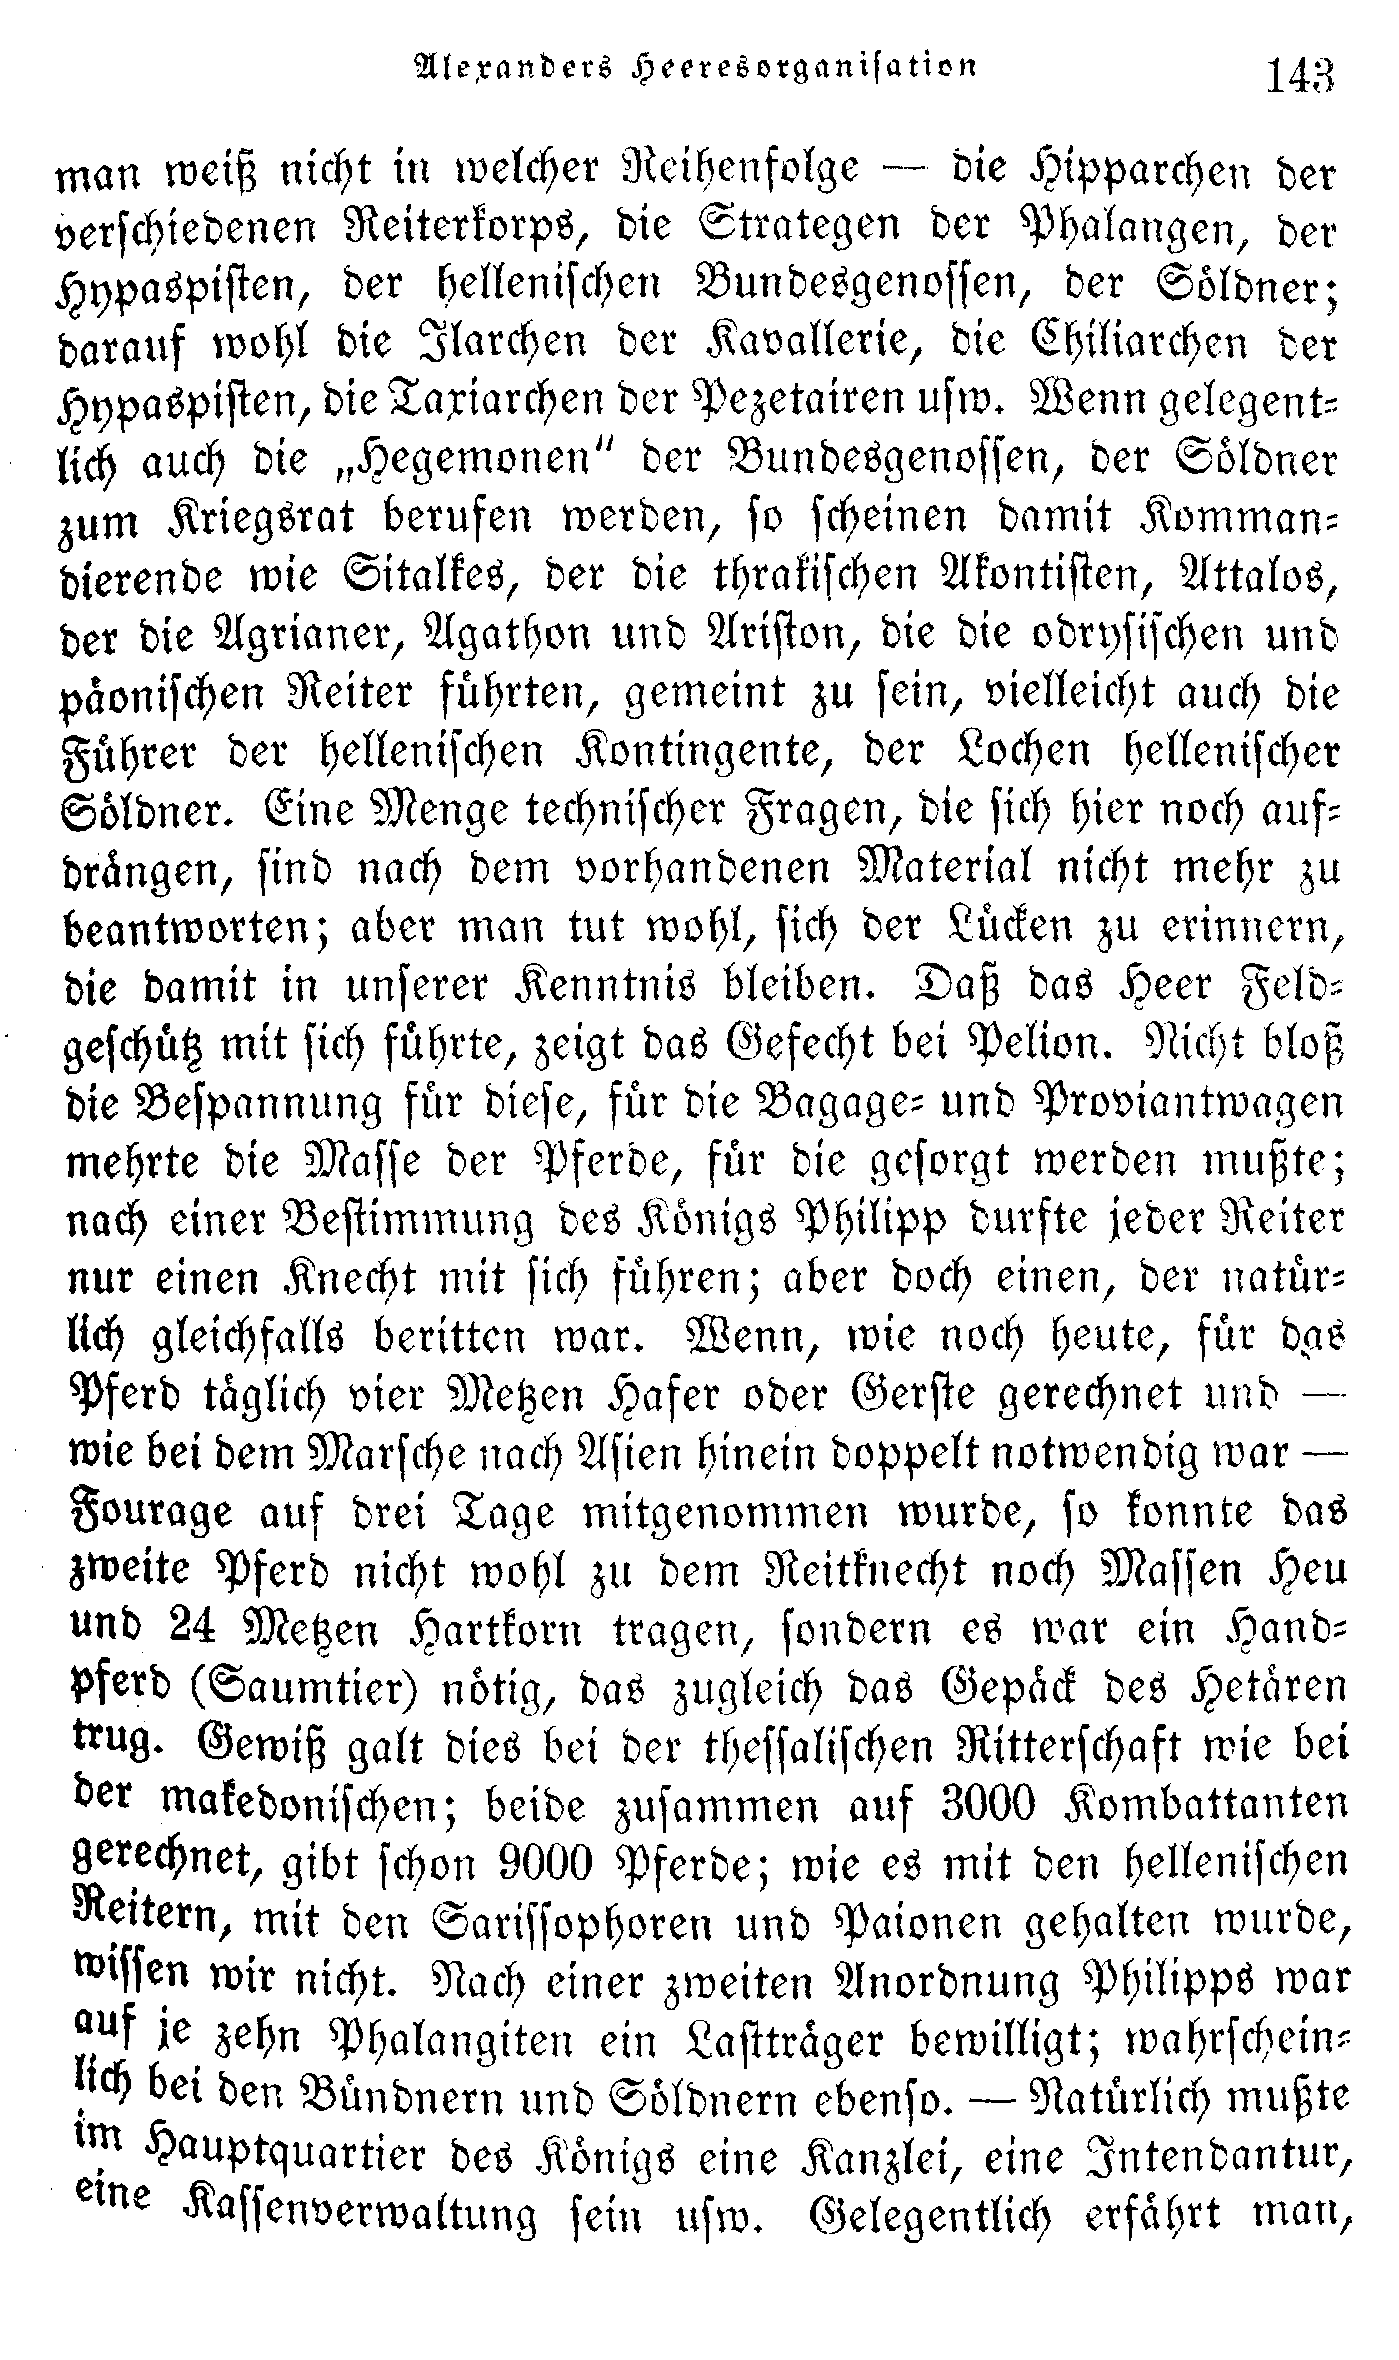 Alexanders Heeresorganisation 143
man weiß nicht in welcher Reihenfolge — die Hipparchen der
verschiedenen Reiterkorps, die Strategen der Phalangen, der
Hypaspisten, der hellenischen Bundesgenossen, der Söldner;
darauf wohl die Ilarchen der Kavallerie, die Chiliarchen der
Hypaspisten, die Taxiarchen der Pezetairen usw. Wenn gelegent-
lich auch die „Hegemonen“ der Bundesgenossen, der Söldner
zum Kriegsrat berufen werden, so scheinen damit Komman-
dierende wie Sitalkes, der die thrakischen Akontisten, Attalos,
der die Agrianer, Agathon und Ariston, die die odrysischen und
päonischen Reiter führten, gemeint zu sein, vielleicht auch die
Führer der hellenischen Kontingente, der Lochen hellenischer
Söldner. Eine Menge technischer Fragen, die sich hier noch auf-
drängen, sind nach dem vorhandenen Material nicht mehr zu
beantworten; aber man tut wohl, sich der Lücken zu erinnern,
die damit in unserer Kenntnis bleiben. Daß das Heer Feld-
geschütz mit sich führte, zeigt das Gefecht bei Pelion. Nicht bloß
die Bespannung für diese, für die Bagage- und Proviantwagen
mehrte die Masse der Pferde, für die gesorgt werden mußte;
nach einer Bestimmung des Königs Philipp durfte jeder Reiter
nur einen Knecht mit sich führen; aber doch einen, der natür-
lich gleichfalls beritten war. Wenn, wie noch heute, für das
Pferd täglich vier Metzen Hafer oder Gerste gerechnet und —
wie bei dem Marsche nach Asien hinein doppelt notwendig war —
Fourage auf drei Tage mitgenommen wurde, so konnte das
zweite Pferd nicht wohl zu dem Reitknecht noch Massen Heu
und 24 Metzen Hartkorn tragen, sondern es war ein Hand-
pferd (Saumtier) nötig, das zugleich das Gepäck des Hetären
trug. Gewiß galt dies bei der thessalischen Ritterschaft wie bei
der makedonischen; beide zusammen auf 3000 Kombattanten
gerechnet, gibt schon 9000 Pferde; wie es mit den hellenischen
Reitern, mit den Sarissophoren und Paionen gehalten wurde,
wissen wir nicht. Nach einer zweiten Anordnung Philipps war
auf je zehn Phalangiten ein Lastträger bewilligt; wahrschein-
lich bei den Bündnern und Söldnern ebenso. — Natürlich mußte
im Hauptquartier des Königs eine Kanzlei, eine Intendantur,
eine Kassenverwaltung sein usw. Gelegentlich erfährt man,